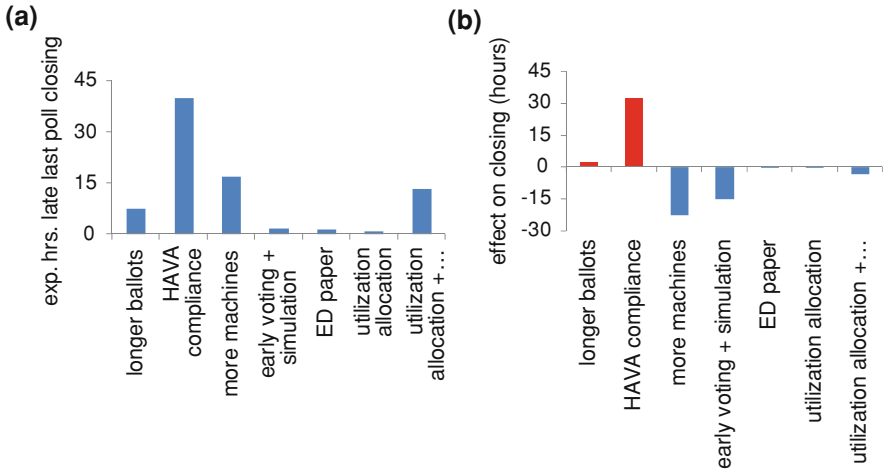 (a)
exp. hrs. late last poll closing
45
30
15
0
longer ballots
HAVA
compliance
more machines
early voting +
simulation
ED paper
utilization
allocation
utilization
allocation +…
(b)
effect on closing (hours)
45
30
15
0
-15
-30
longer ballots
HAVA compliance
more machines
early voting + simulation
ED paper
utilization allocation
utilization allocation +…